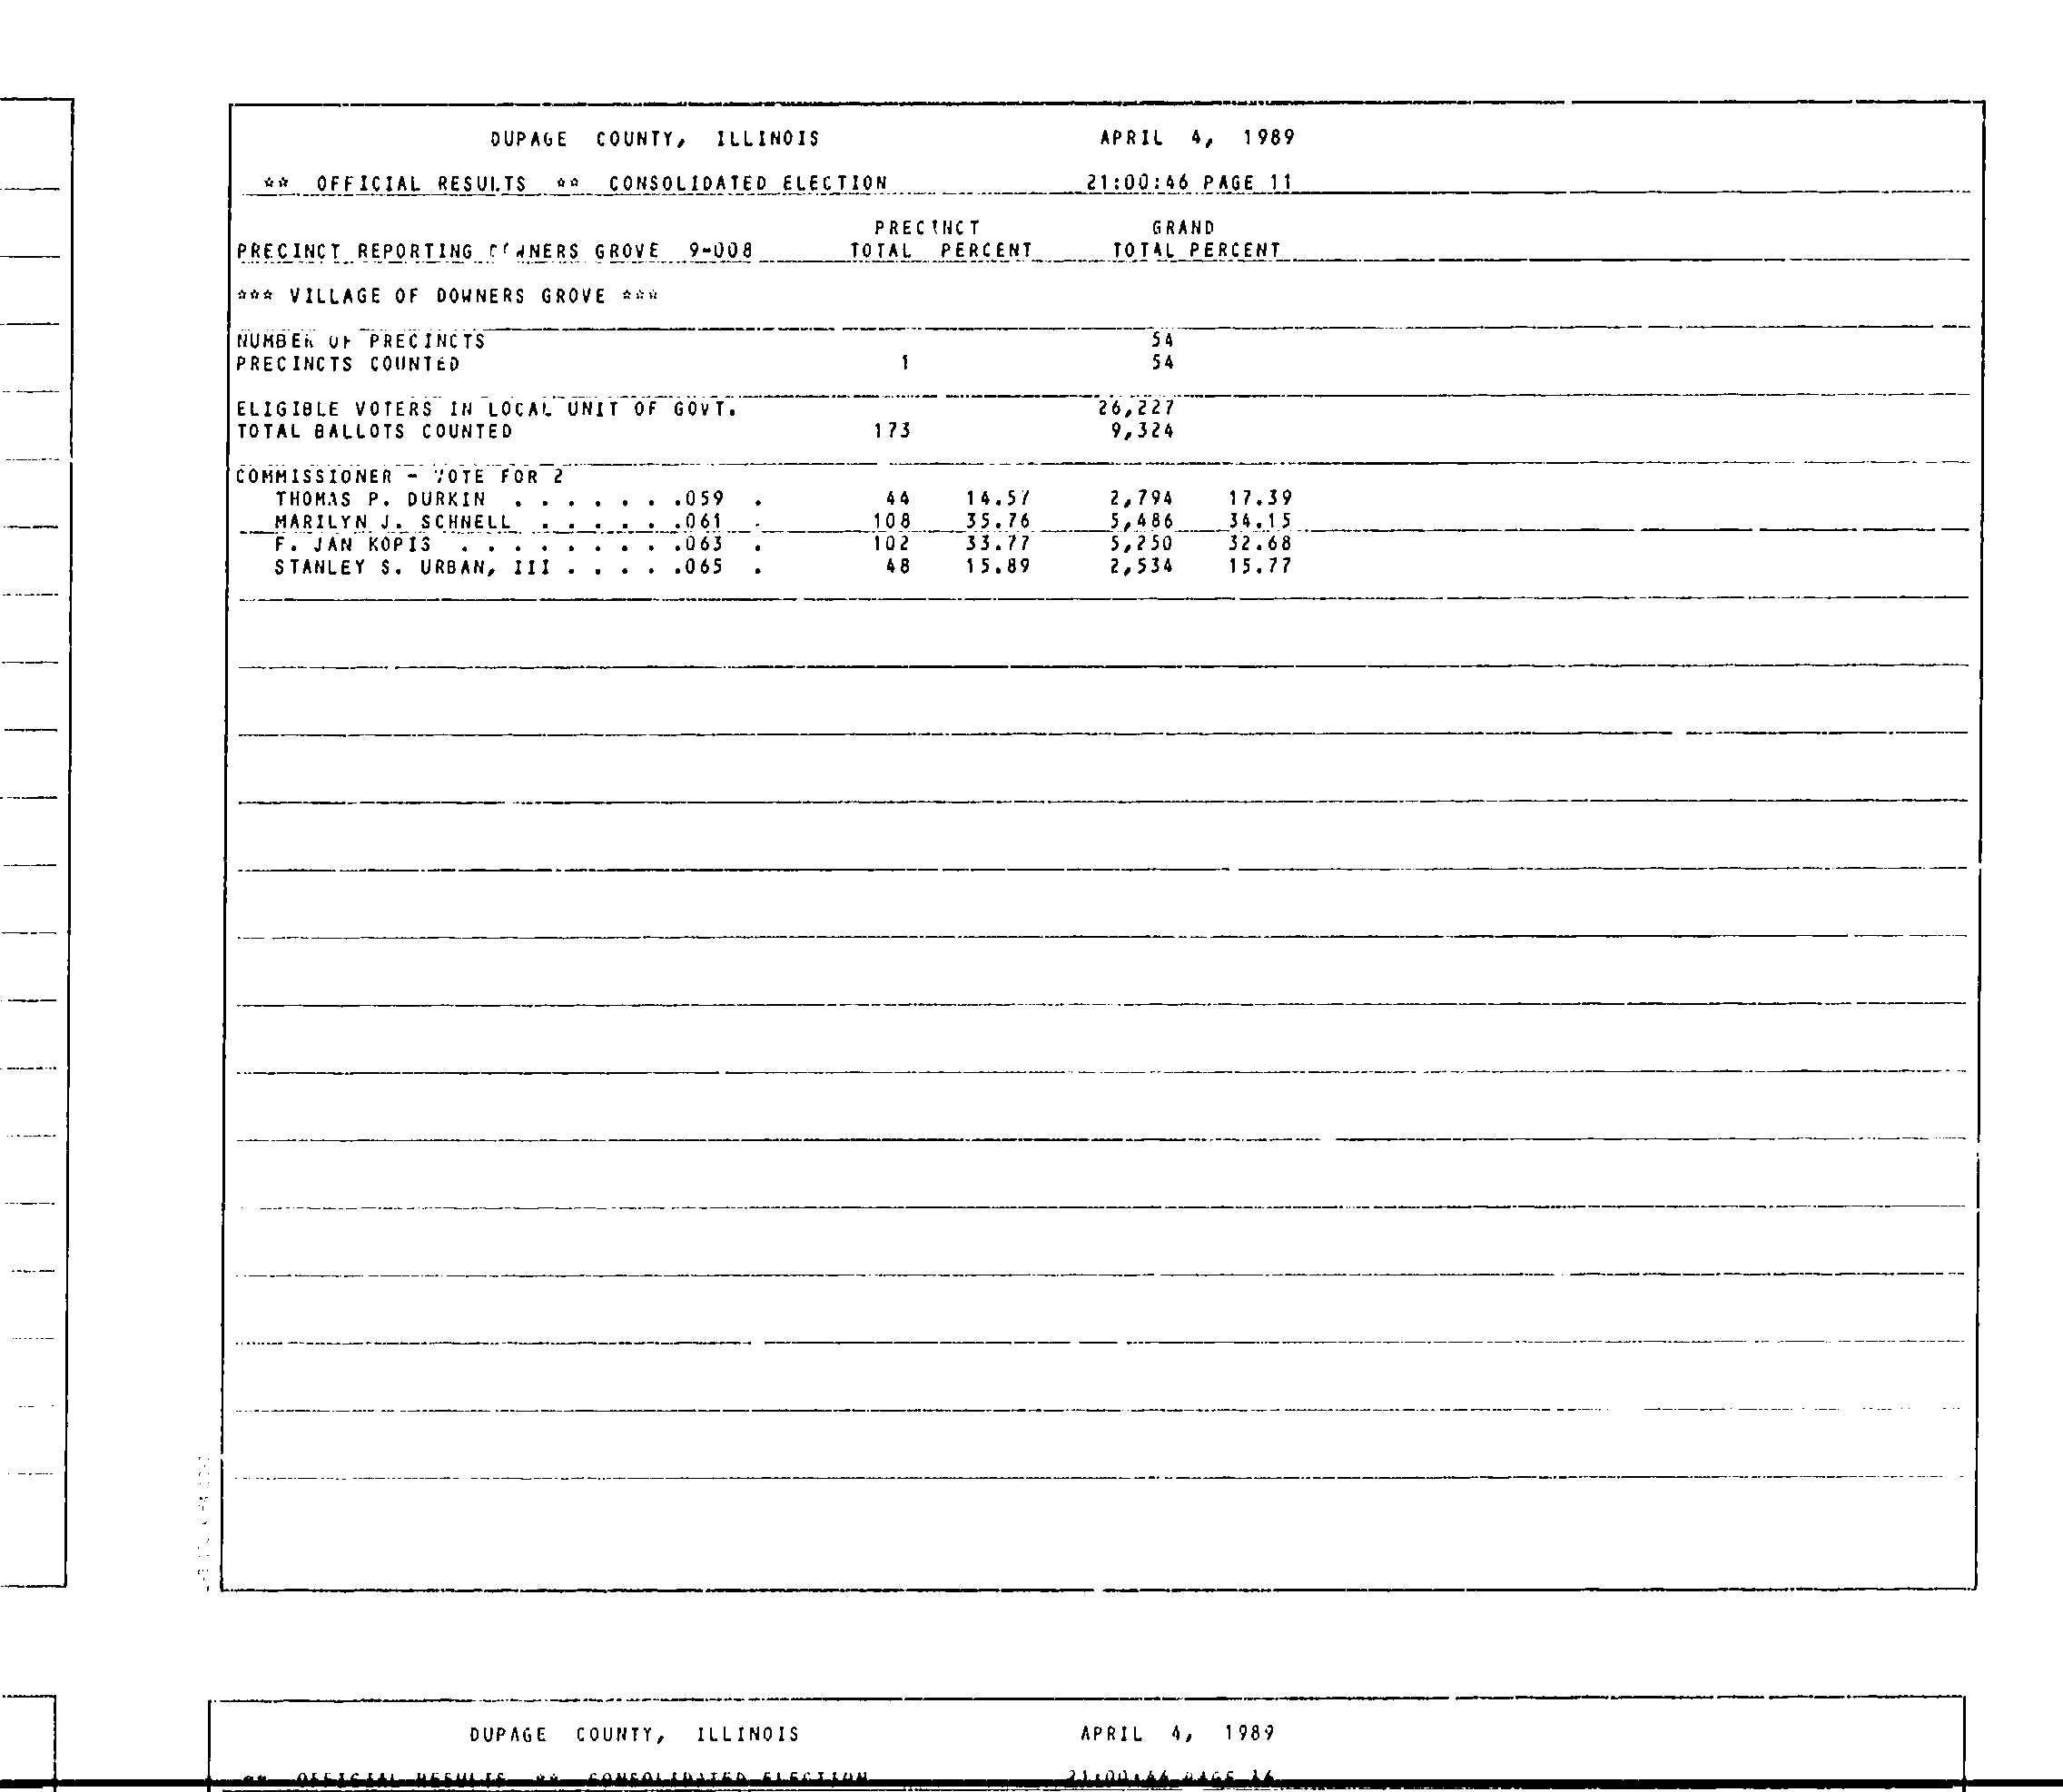 DUPAGE COUNTY, ILLINOIS APRIL 4, 1989
** OFFICIAL RESULTS ** CONSOLIDATED ELECTION 21:00:46 PAGE 11
PRECINCT GRAND
PRECINCT REPORTING DOWNERS GROVE 9-008 TOTAL PERCENT TOTAL PERCENT
*** VILLAGE OF DOWNERS GROVE ***
NUMBER OF PRECINCTS 54
PRECINCTS COUNTED 1 54
ELIGIBLE VOTERS IN LOCAL UNIT OF GOVT. 26,227
TOTAL BALLOTS COUNTED 173 9,324
COMMISSIONER - VOTE FOR 2
THOMAS P. DURKIN . . . . . . .059 . 44 14.57 2,794 17.39
MARILYN J. SCHNELL . . . . . .061 . 108 35.76 5,486 34.15
F. JAN KOPIS . . . . . . . . .063 . 102 33.77 5,250 32.68
STANLEY S. URBAN, III . . . . .065 . 48 15.89 2,534 15.77
DUPAGE COUNTY, ILLINOIS APRIL 4, 1989
** OFFICIAL RESULTS ** CONSOLIDATED ELECTION